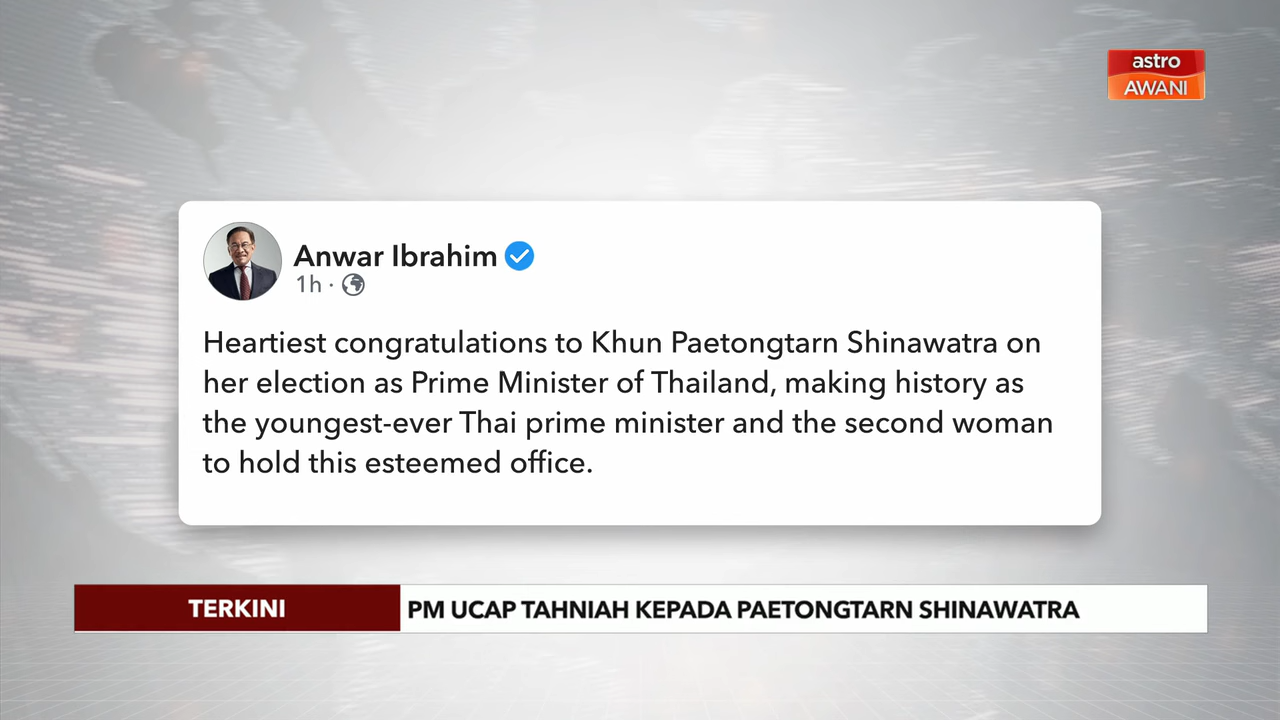 astro
AWANI
Anwar Ibrahim
1h ·
Heartiest congratulations to Khun Paetongtarn Shinawatra on
her election as Prime Minister of Thailand, making history as
the youngest-ever Thai prime minister and the second woman
to hold this esteemed office.
TERKINI PM UCAP TAHNIAH KEPADA PAETONGTARN SHINAWATRA